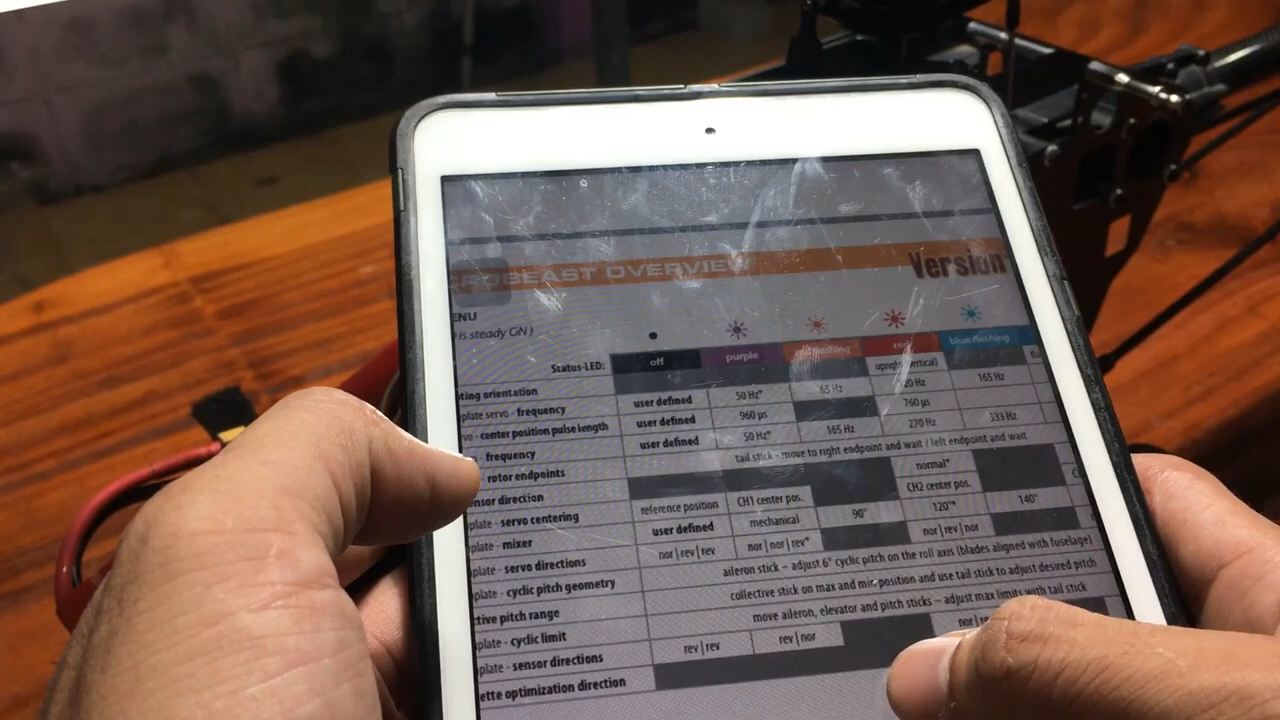 ROBEAST OVERVIEW Version
ENU
is steady ON )
Status-LED: off purple red flashing red blue flashing
ting orientation upright (vertical)
plate servo - frequency user defined 50 Hz* 65 Hz 120 Hz 165 Hz
vo - center position pulse length user defined 960 µs 760 µs
- frequency user defined 50 Hz* 165 Hz 270 Hz 333 Hz
- rotor endpoints tail stick - move to right endpoint and wait / left endpoint and wait
ensor direction normal*
plate - servo centering reference position CH1 center pos. CH2 center pos.
plate - mixer user defined mechanical 90° 120°* 140°
plate - servo directions nor | rev | rev nor | nor | rev* nor | rev | nor
plate - cyclic pitch geometry aileron stick – adjust 6° cyclic pitch on the roll axis (blades aligned with fuselage)
ctive pitch range collective stick on max and min position and use tail stick to adjust desired pitch
plate - cyclic limit move aileron, elevator and pitch sticks – adjust max limits with tail stick
plate - sensor directions rev | rev rev | nor
ette optimization direction